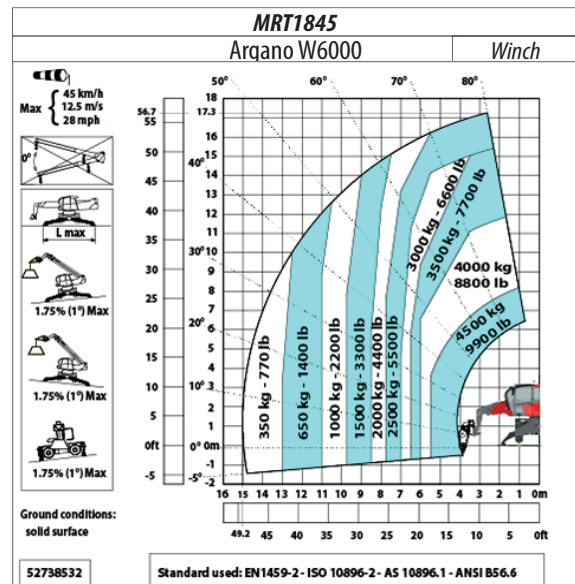 MRT1845
Argano W6000
Winch
Max
45 km/h
12.5 m/s
28 mph
0°
L max
1.75% (1°) Max
1.75% (1°) Max
1.75% (1°) Max
Ground conditions:
solid surface
52738532
Standard used: EN1459-2 - ISO 10896-2 - AS 10896.1 - ANSI B56.6
50° 60° 70° 80°
40°
30°
20°
10°
0°
-5°
56.7
55
50
45
40
35
30
25
20
15
10
5
0ft
-5
18
17.3
16
15
14
13
12
11
10
9
8
7
6
5
4
3
2
1
0m
-1
-2
350 kg - 770 lb
650 kg - 1400 lb
1000 kg -2200 lb
1500 kg - 3300 lb
2000 kg - 4400 lb
2500 kg - 5500 lb
3000 kg - 6600 lb
3500 kg - 7700 lb
4000 kg
8800 lb
4500 kg
9900 lb
16 15 14 13 12 11 10 9 8 7 6 5 4 3 2 1 0m
49.2 45 40 35 30 25 20 15 10 5 0ft